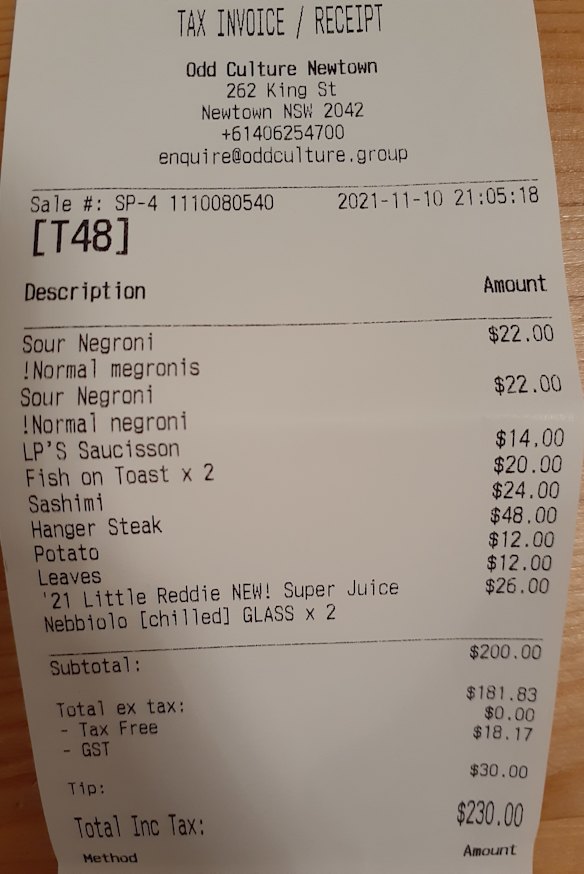 TAX INVOICE / RECEIPT
Odd Culture Newtown
262 King St
Newtown NSW 2042
+61406254700
enquire@oddculture.group
Sale #: SP-4 1110080540 2021-11-10 21:05:18
[T48]
Description Amount
Sour Negroni $22.00
!Normal megronis
Sour Negroni $22.00
!Normal negroni
LP'S Saucisson $14.00
Fish on Toast x 2 $20.00
Sashimi $24.00
Hanger Steak $48.00
Potato $12.00
Leaves $12.00
'21 Little Reddie NEW! Super Juice $26.00
Nebbiolo [chilled] GLASS x 2
Subtotal: $200.00
Total ex tax: $181.83
- Tax Free $0.00
- GST $18.17
Tip: $30.00
Total Inc Tax: $230.00
Method Amount